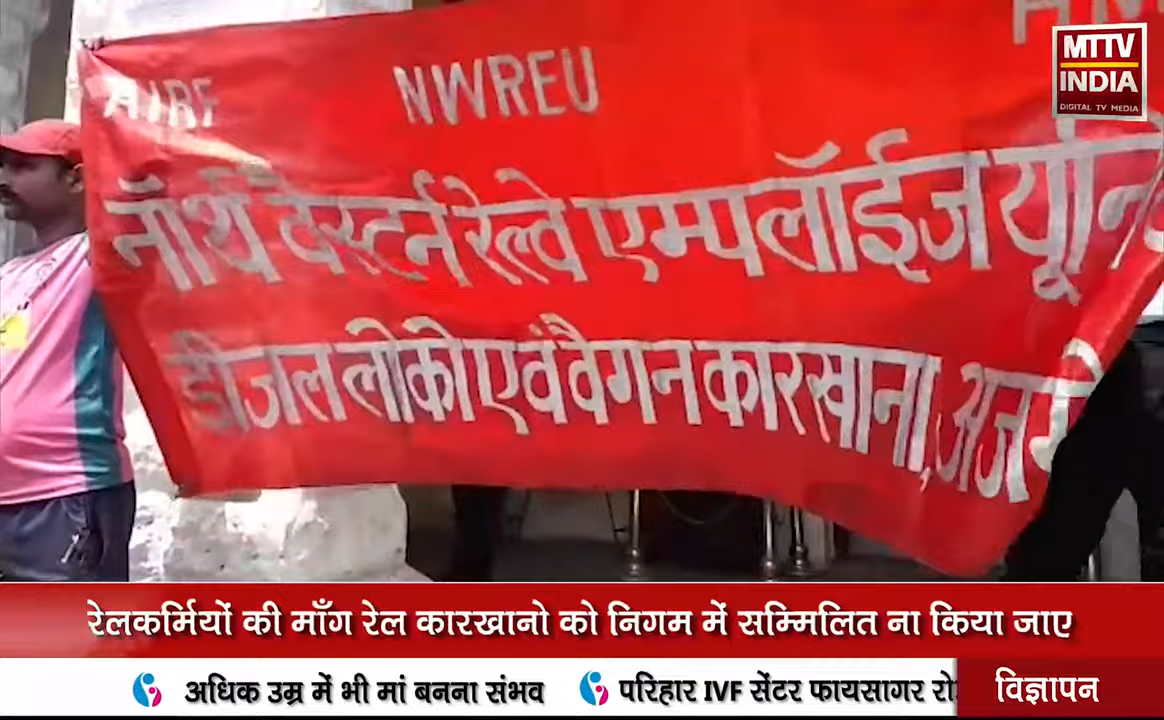 AIRF NWREU
MTTV
INDIA
DIGITAL TV MEDIA
नॉर्थ वेस्टर्न रेल्वे एम्पलॉईज
डीजल लोको एवं वैगन कारखाना,
रेलकर्मियों की माँग रेल कारखानो को निगम में सम्मिलित ना किया जाए
अधिक उम्र में भी मां बनना संभव परिहार IVF सेंटर फायसागर विज्ञापन